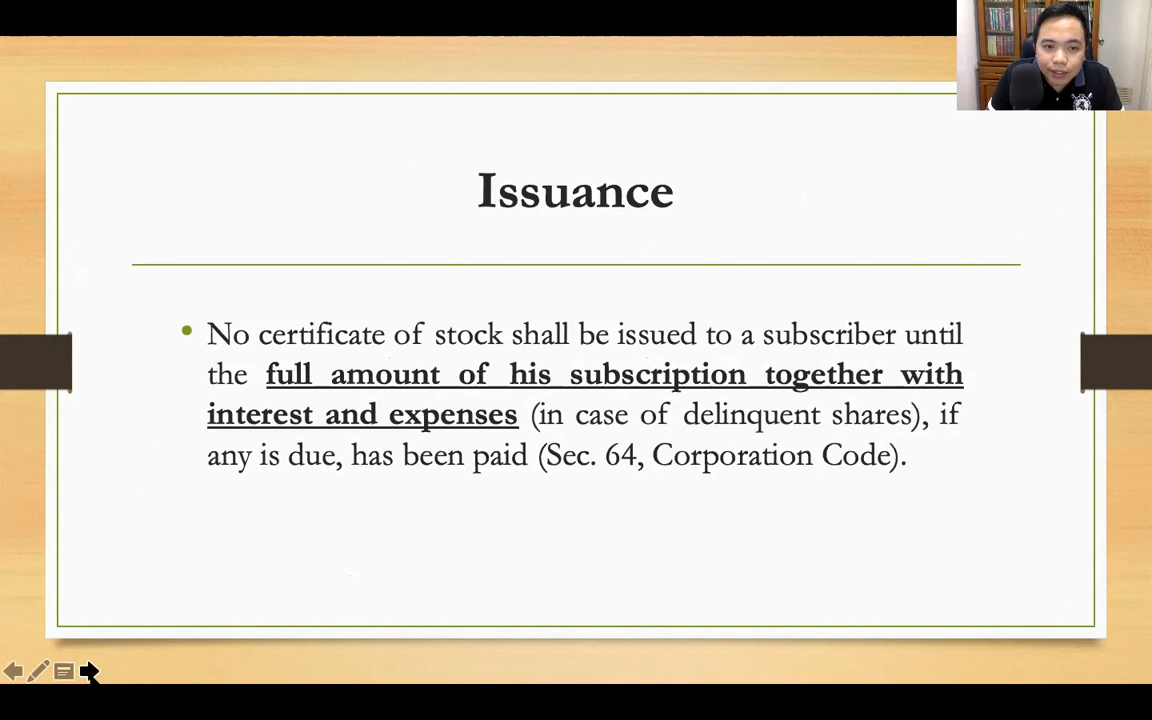 Issuance
• No certificate of stock shall be issued to a subscriber until
the full amount of his subscription together with
interest and expenses (in case of delinquent shares), if
any is due, has been paid (Sec. 64, Corporation Code).